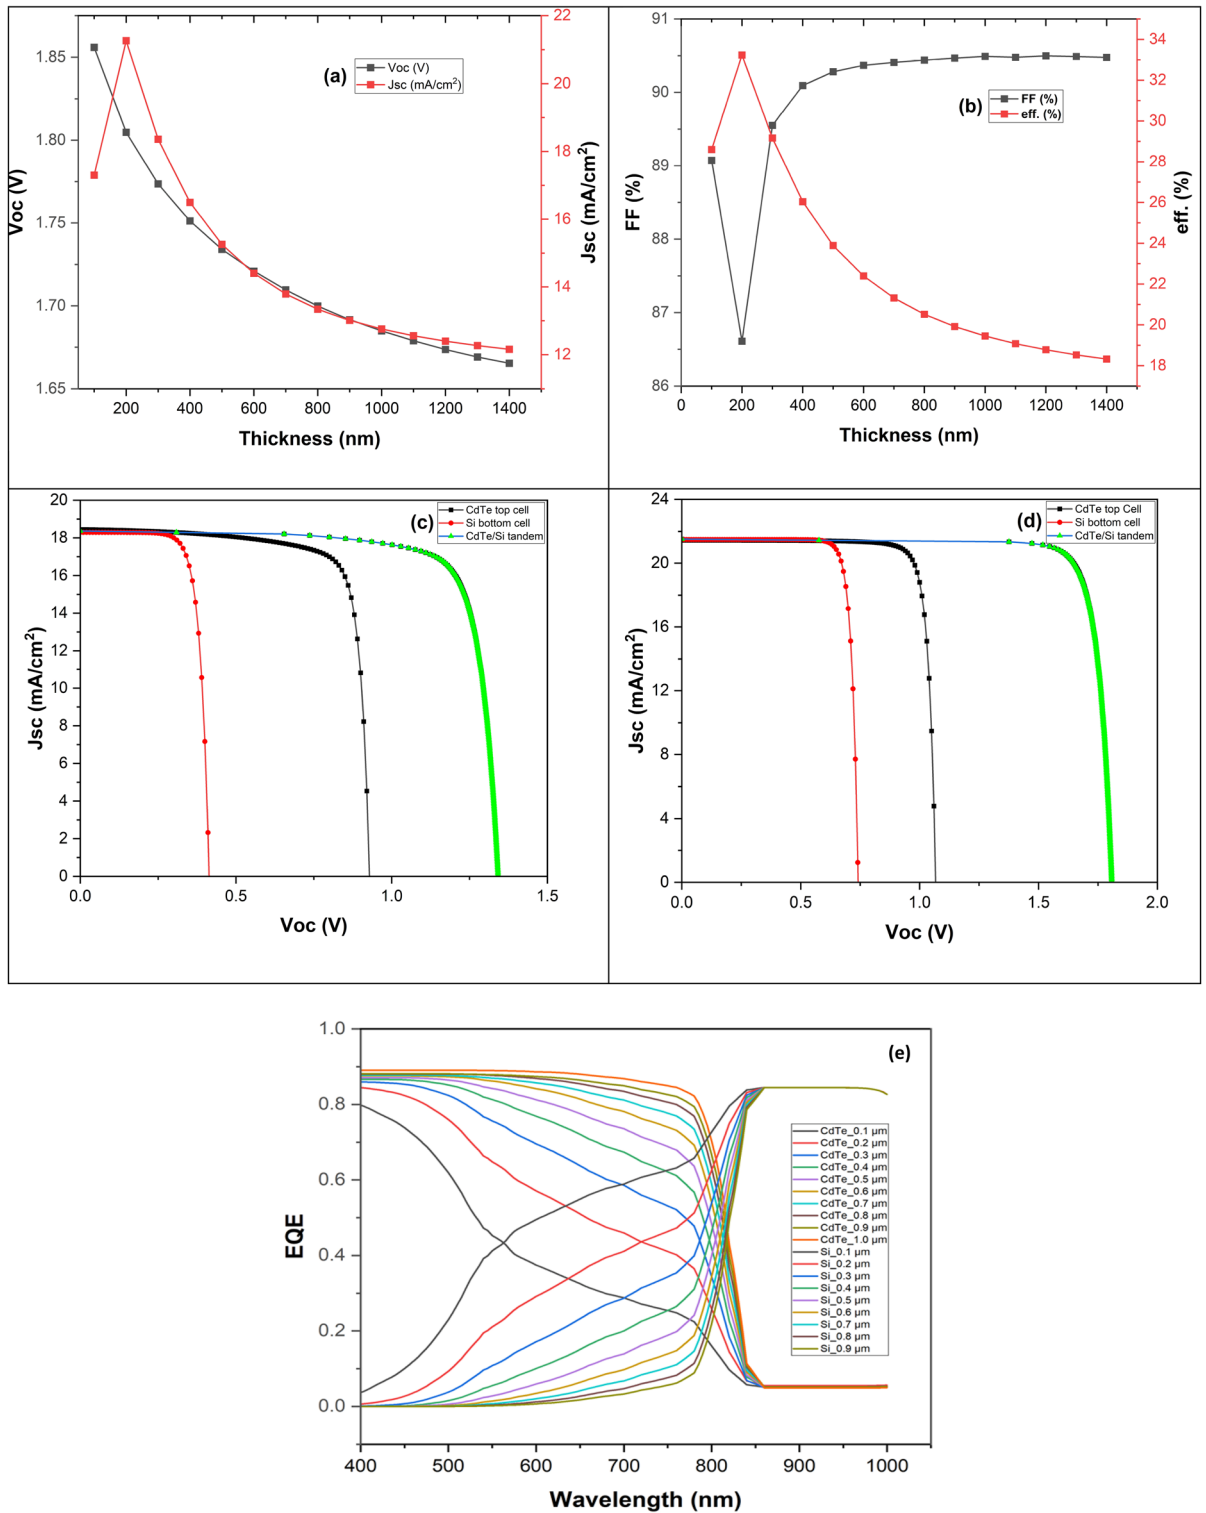 (a)
Voc (V)
Jsc (mA/cm²)
1.85
1.80
1.75
1.70
1.65
Voc (V)
22
20
18
16
14
12
Jsc (mA/cm²)
200 400 600 800 1000 1200 1400
Thickness (nm)
(b)
FF (%)
eff. (%)
91
90
89
88
87
86
FF (%)
34
32
30
28
26
24
22
20
18
eff. (%)
0 200 400 600 800 1000 1200 1400
Thickness (nm)
(c)
CdTe top cell
Si bottom cell
CdTe/Si tandem
20
18
16
14
12
10
8
6
4
2
0
Jsc (mA/cm²)
0.0 0.5 1.0 1.5
Voc (V)
(d)
CdTe top Cell
Si bottom cell
CdTe/Si tandem
24
20
16
12
8
4
0
Jsc (mA/cm²)
0.0 0.5 1.0 1.5 2.0
Voc (V)
(e)
1.0
0.8
0.6
0.4
0.2
0.0
EQE
CdTe_0.1 µm
CdTe_0.2 µm
CdTe_0.3 µm
CdTe_0.4 µm
CdTe_0.5 µm
CdTe_0.6 µm
CdTe_0.7 µm
CdTe_0.8 µm
CdTe_0.9 µm
CdTe_1.0 µm
Si_0.1 µm
Si_0.2 µm
Si_0.3 µm
Si_0.4 µm
Si_0.5 µm
Si_0.6 µm
Si_0.7 µm
Si_0.8 µm
Si_0.9 µm
400 500 600 700 800 900 1000
Wavelength (nm)